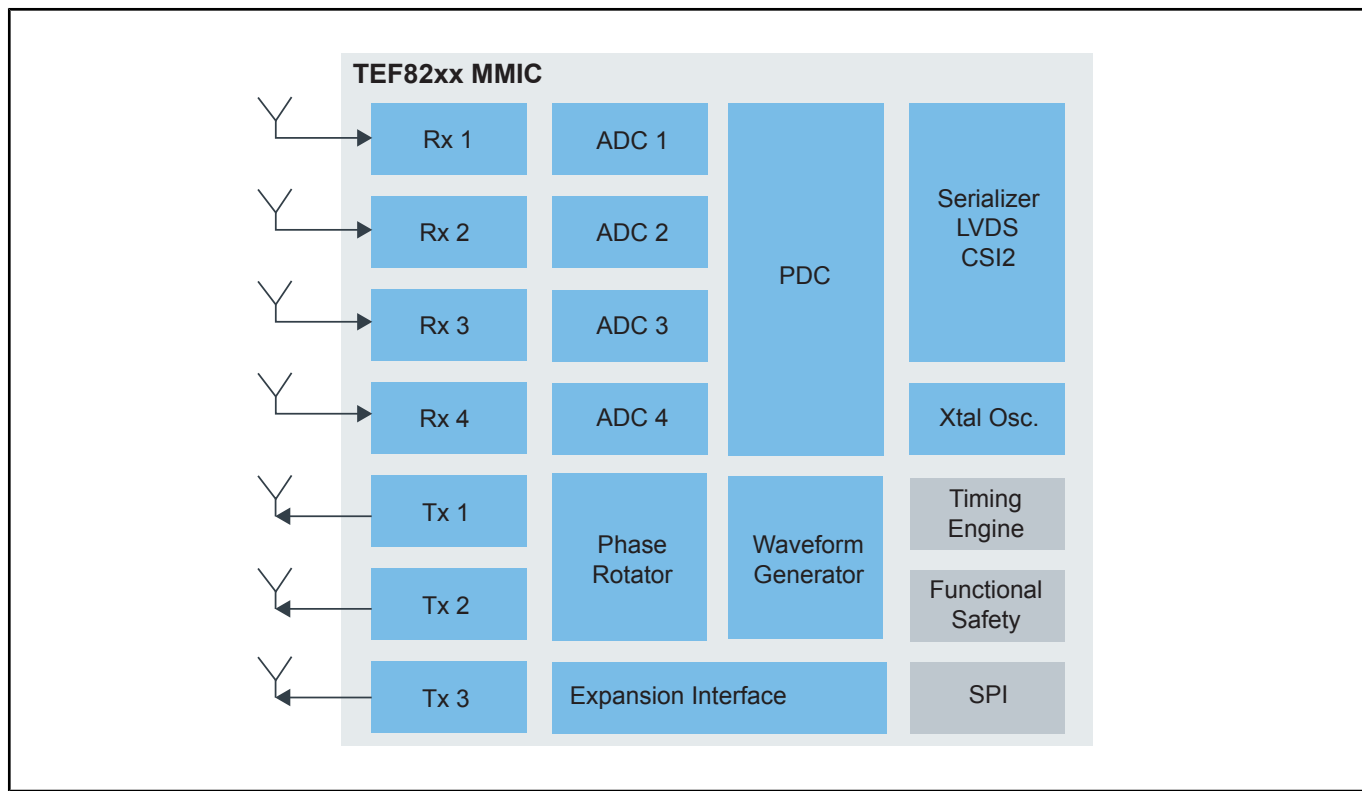 TEF82xx MMIC
Rx 1
ADC 1
Rx 2
ADC 2
Rx 3
ADC 3
Rx 4
ADC 4
PDC
Serializer
LVDS
CSI2
Xtal Osc.
Tx 1
Tx 2
Tx 3
Phase
Rotator
Waveform
Generator
Expansion Interface
Timing
Engine
Functional
Safety
SPI